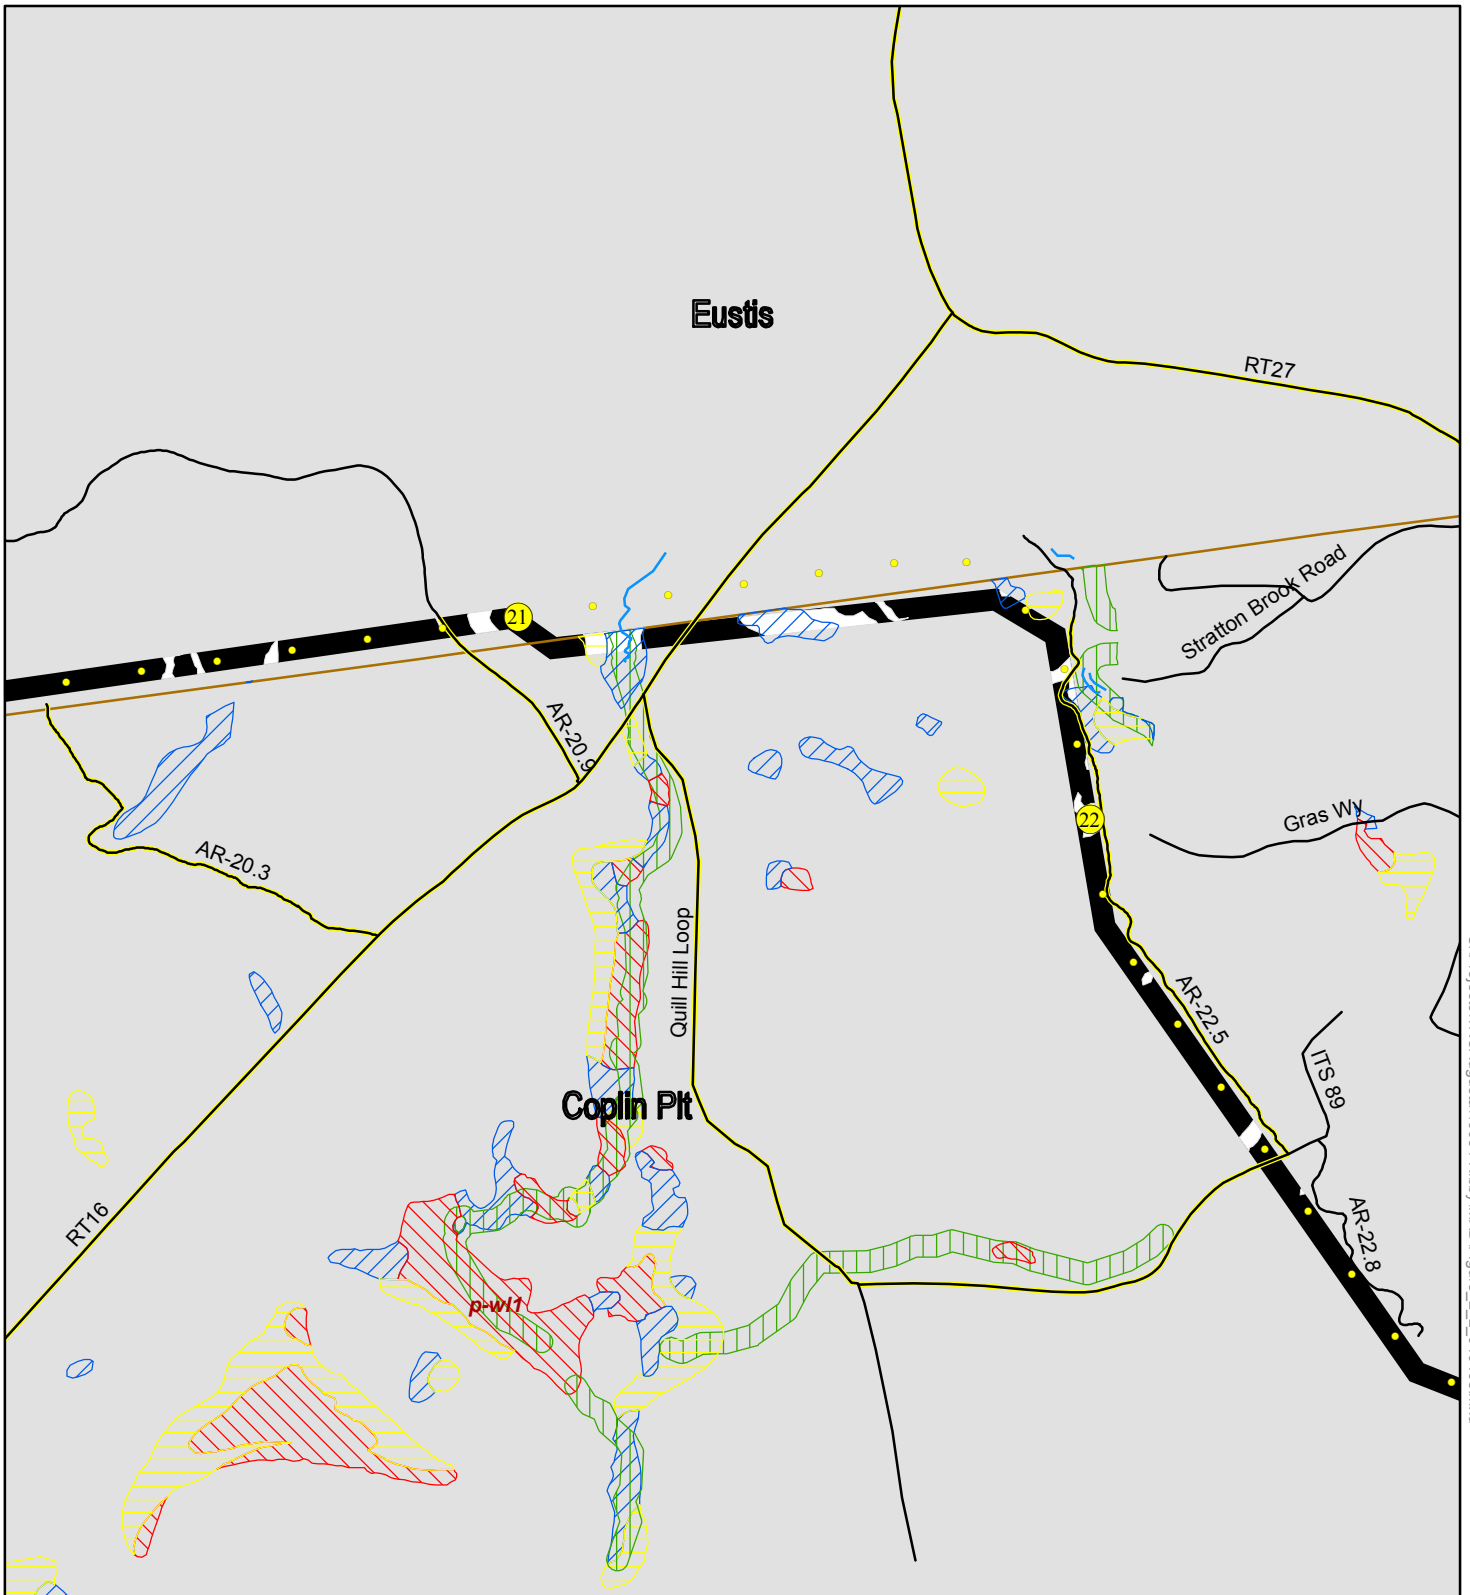 Eustis
RT27
Stratton Brook Road
21
AR-20.9
22
Gras Wy
AR-20.3
Quill Hill Loop
AR-22.5
ITS 89
Coplin Plt
RT16
AR-22.8
p-wl1